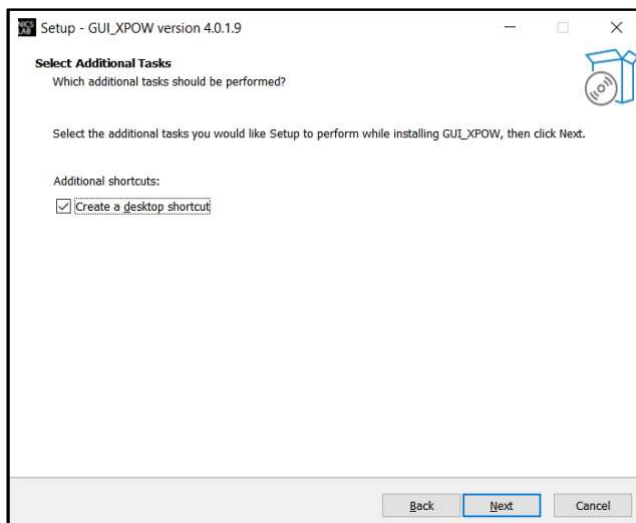 NICS
LAB
Setup - GUI_XPOW version 4.0.1.9
Select Additional Tasks
Which additional tasks should be performed?
Select the additional tasks you would like Setup to perform while installing GUI_XPOW, then click Next.
Additional shortcuts:
Create a desktop shortcut
Back Next Cancel